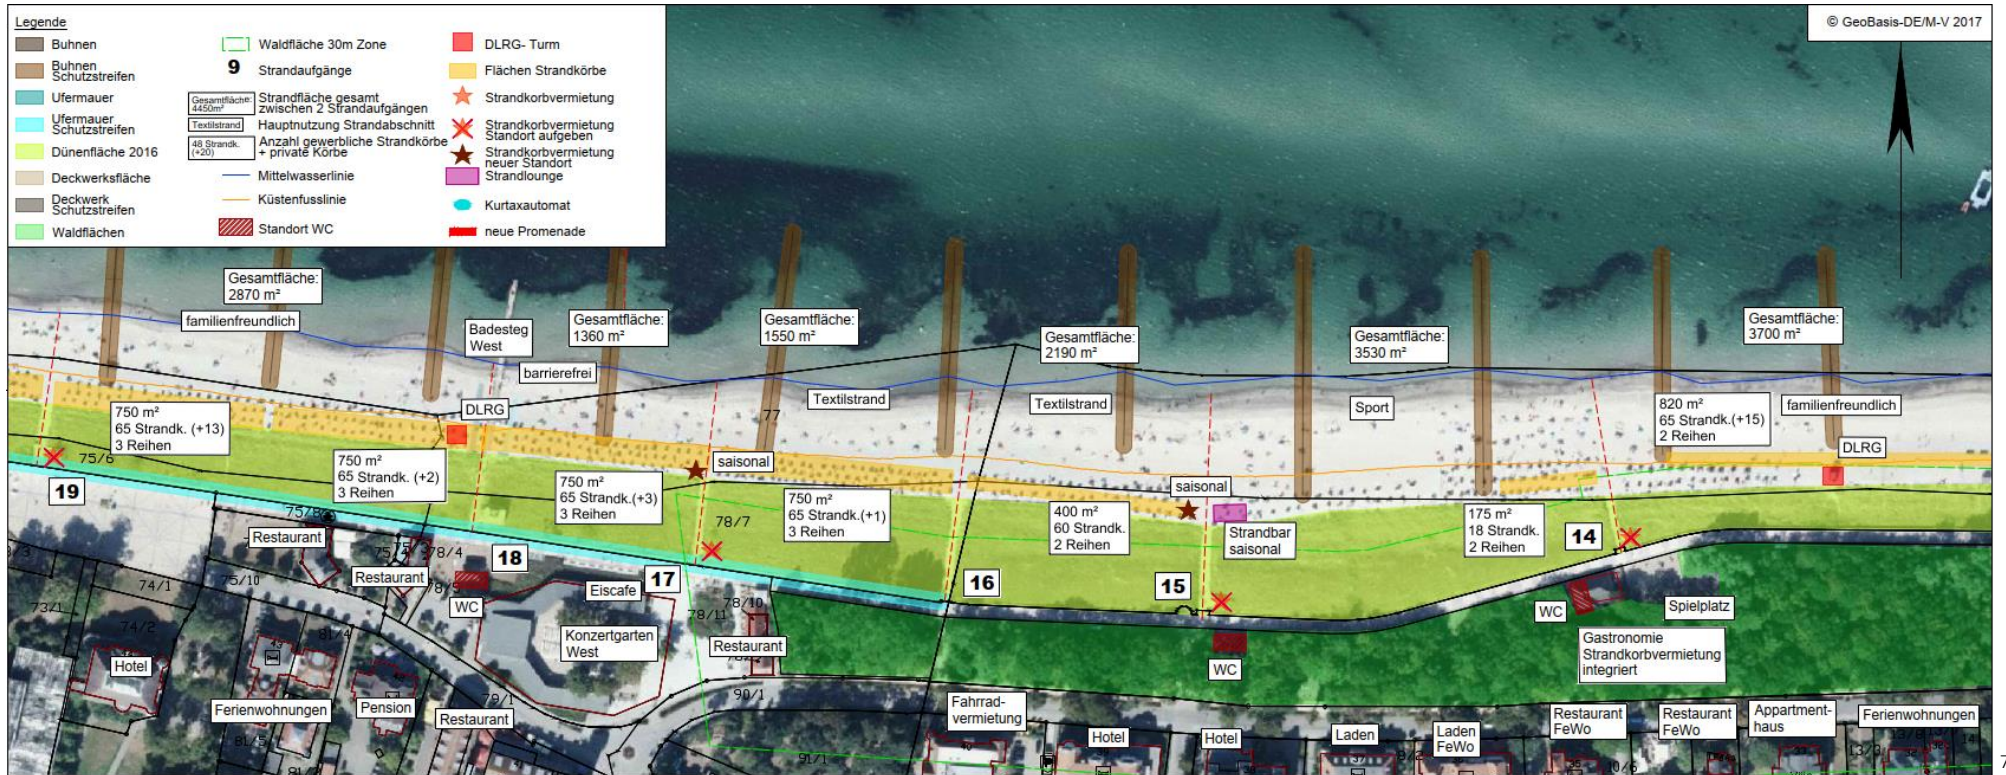 Legende
Buhnen
Buhnen
Schutzstreifen
Ufermauer
Ufermauer
Schutzstreifen
Dünenfläche 2016
Deckwerksfläche
Deckwerk
Schutzstreifen
Waldflächen
Waldfläche 30m Zone
9 Strandaufgänge
Gesamtfläche:
4450m²
Strandfläche gesamt
zwischen 2 Strandaufgängen
Textilstrand
Hauptnutzung Strandabschnitt
48 Strandk.
(+20)
Anzahl gewerbliche Strandkörbe
+ private Körbe
Mittelwasserlinie
Küstenfusslinie
Standort WC
DLRG- Turm
Flächen Strandkörbe
Strandkorbvermietung
Strandkorbvermietung
Standort aufgeben
Strandkorbvermietung
neuer Standort
Strandlounge
Kurtaxautomat
neue Promenade
© GeoBasis-DE/M-V 2017
Gesamtfläche:
2870 m²
familienfreundlich
Badesteg
West
Gesamtfläche:
1360 m²
barrierefrei
Gesamtfläche:
1550 m²
Textilstrand
Gesamtfläche:
2190 m²
Textilstrand
Gesamtfläche:
3530 m²
Sport
Gesamtfläche:
3700 m²
familienfreundlich
750 m²
65 Strandk. (+13)
3 Reihen
DLRG
750 m²
65 Strandk. (+2)
3 Reihen
750 m²
65 Strandk.(+3)
3 Reihen
saisonal
77
750 m²
65 Strandk.(+1)
3 Reihen
400 m²
60 Strandk.
2 Reihen
saisonal
Strandbar
saisonal
175 m²
18 Strandk.
2 Reihen
820 m²
65 Strandk.(+15)
2 Reihen
DLRG
75/6
19
75/8
Restaurant
78/4
18
78/7
17
16
15
14
74/1
75/10
Restaurant
78/5
WC
Eiscafe
78/11
78/10
Restaurant
Konzertgarten
West
WC
WC
Spielplatz
Gastronomie
Strandkorbvermietung
integriert
73/1
74/2
81/4
Hotel
Ferienwohnungen
Pension
79/1
Restaurant
90/1
81/5
91/1
Fahrrad-
vermietung
Hotel
Hotel
Laden
Laden
FeWo
Restaurant
FeWo
Restaurant
FeWo
Appartment-
haus
Ferienwohnungen
10/6
13/3